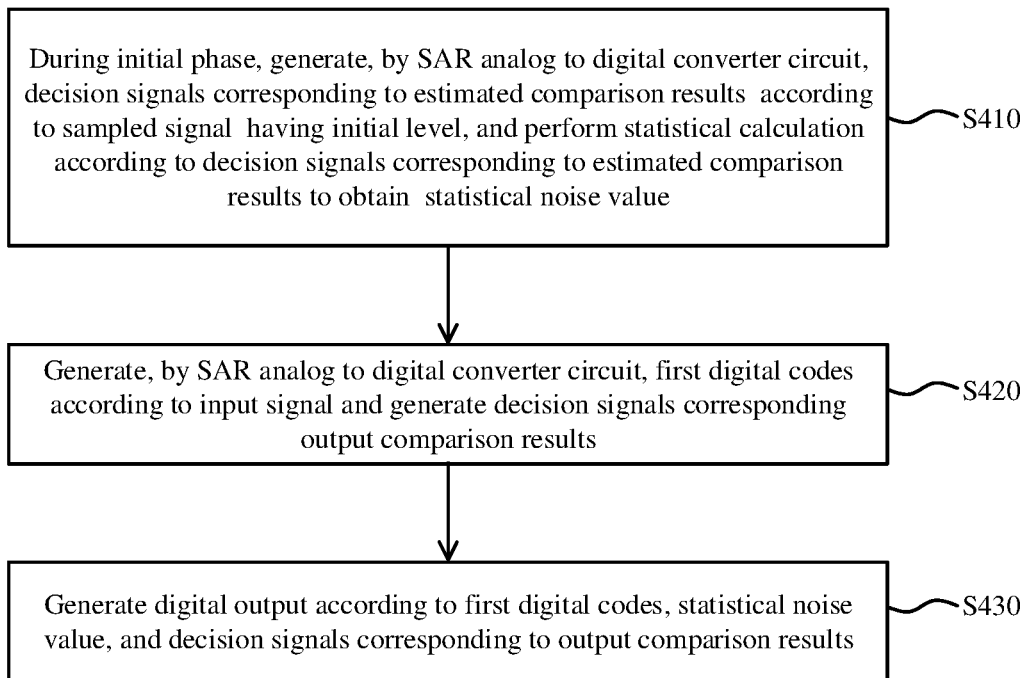 During initial phase, generate, by SAR analog to digital converter circuit,
decision signals corresponding to estimated comparison results according
to sampled signal having initial level, and perform statistical calculation
according to decision signals corresponding to estimated comparison
results to obtain statistical noise value
S410
Generate, by SAR analog to digital converter circuit, first digital codes
according to input signal and generate decision signals corresponding
output comparison results
S420
Generate digital output according to first digital codes, statistical noise
value, and decision signals corresponding to output comparison results
S430